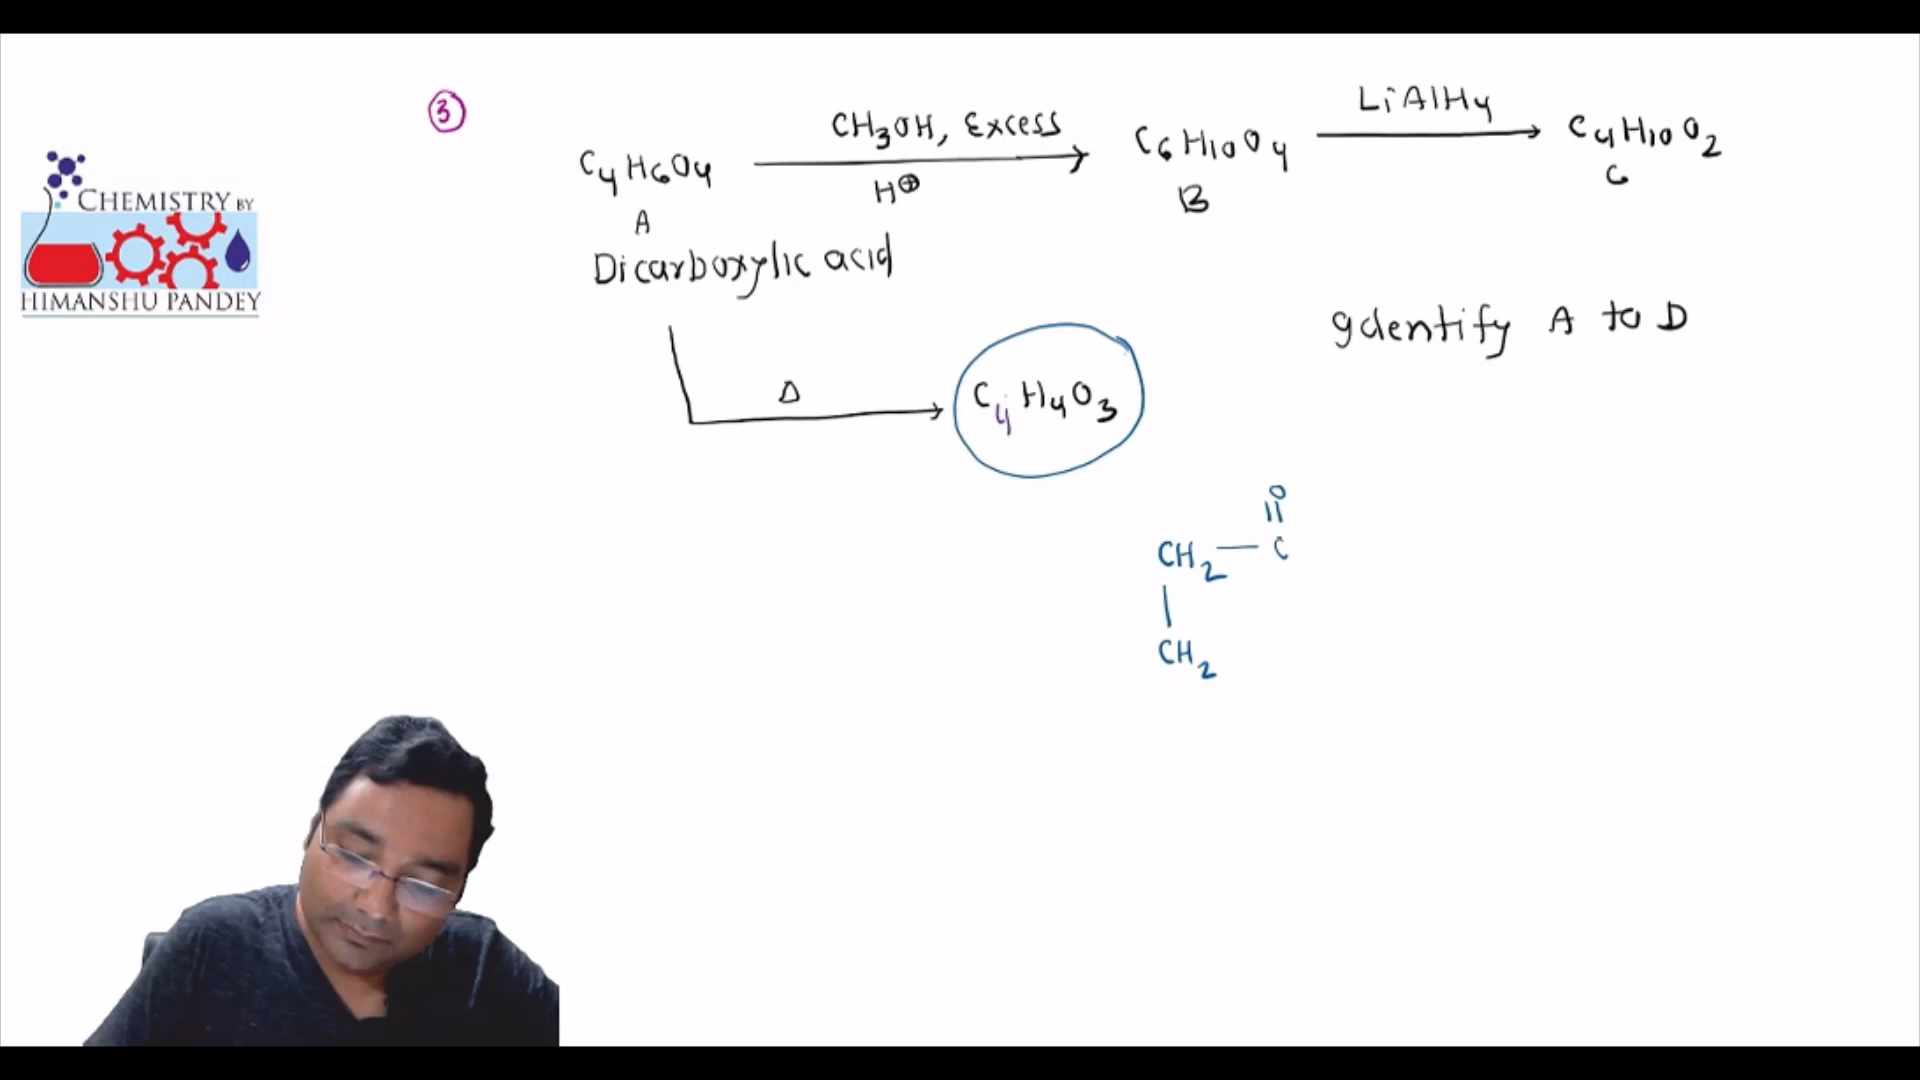 3
CH₃OH, Excess
LiAlH₄
C₄H₆O₄
C₆H₁₀O₄
C₄H₁₀O₂
H⊕
A
B
C
Dicarboxylic acid
CHEMISTRY BY
HIMANSHU PANDEY
Identify A to D
Δ
C₄H₄O₃
O
||
CH₂ — C
|
CH₂